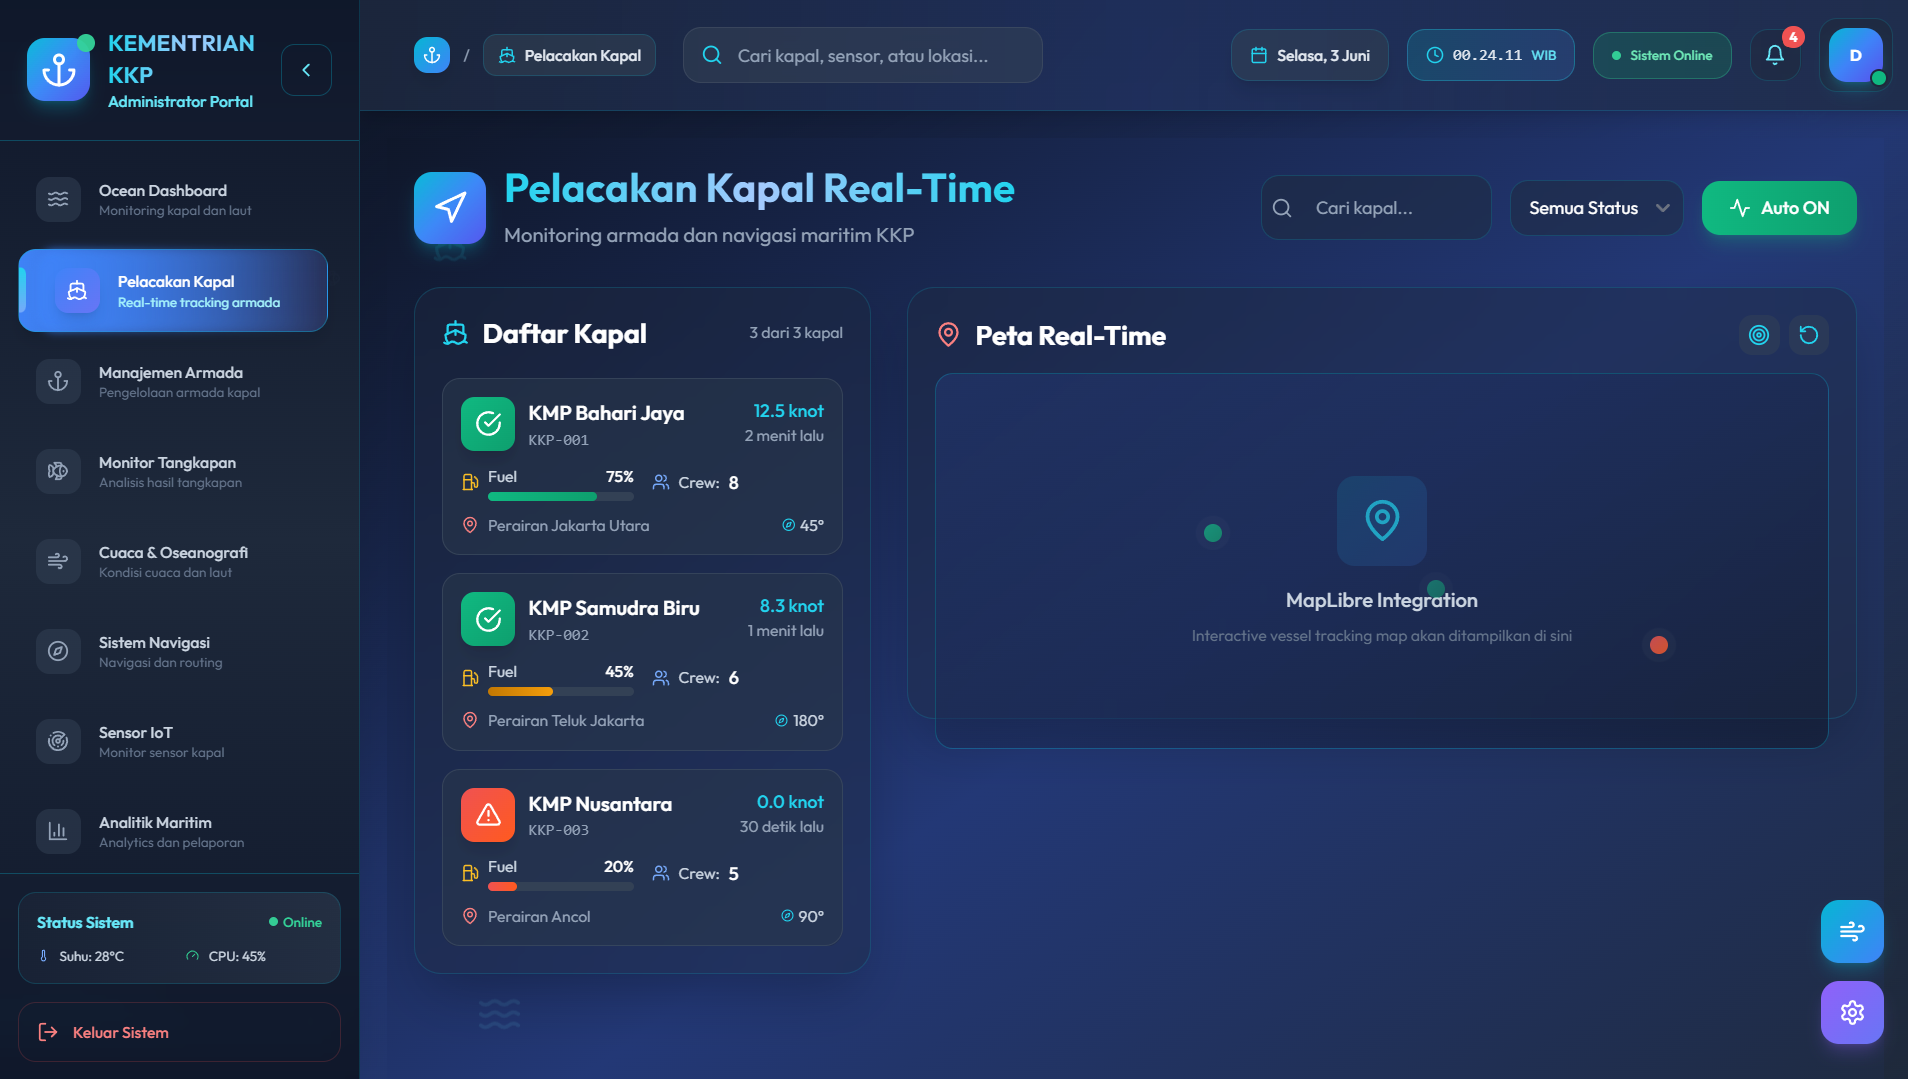 KEMENTRIAN
KKP
Administrator Portal
Ocean Dashboard
Monitoring kapal dan laut
Pelacakan Kapal
Real-time tracking armada
Manajemen Armada
Pengelolaan armada kapal
Monitor Tangkapan
Analisis hasil tangkapan
Cuaca & Oseanografi
Kondisi cuaca dan laut
Sistem Navigasi
Navigasi dan routing
Sensor IoT
Monitor sensor kapal
Analitik Maritim
Analytics dan pelaporan
Status Sistem
Online
Suhu: 28°C
CPU: 45%
Keluar Sistem
/
Pelacakan Kapal
Cari kapal, sensor, atau lokasi...
Selasa, 3 Juni
00.24.11 WIB
Sistem Online
4
D
Pelacakan Kapal Real-Time
Monitoring armada dan navigasi maritim KKP
Cari kapal...
Semua Status
Auto ON
Daftar Kapal
3 dari 3 kapal
KMP Bahari Jaya
12.5 knot
KKP-001
2 menit lalu
Fuel
75%
Crew: 8
Perairan Jakarta Utara
45°
KMP Samudra Biru
8.3 knot
KKP-002
1 menit lalu
Fuel
45%
Crew: 6
Perairan Teluk Jakarta
180°
KMP Nusantara
0.0 knot
KKP-003
30 detik lalu
Fuel
20%
Crew: 5
Perairan Ancol
90°
Peta Real-Time
MapLibre Integration
Interactive vessel tracking map akan ditampilkan di sini